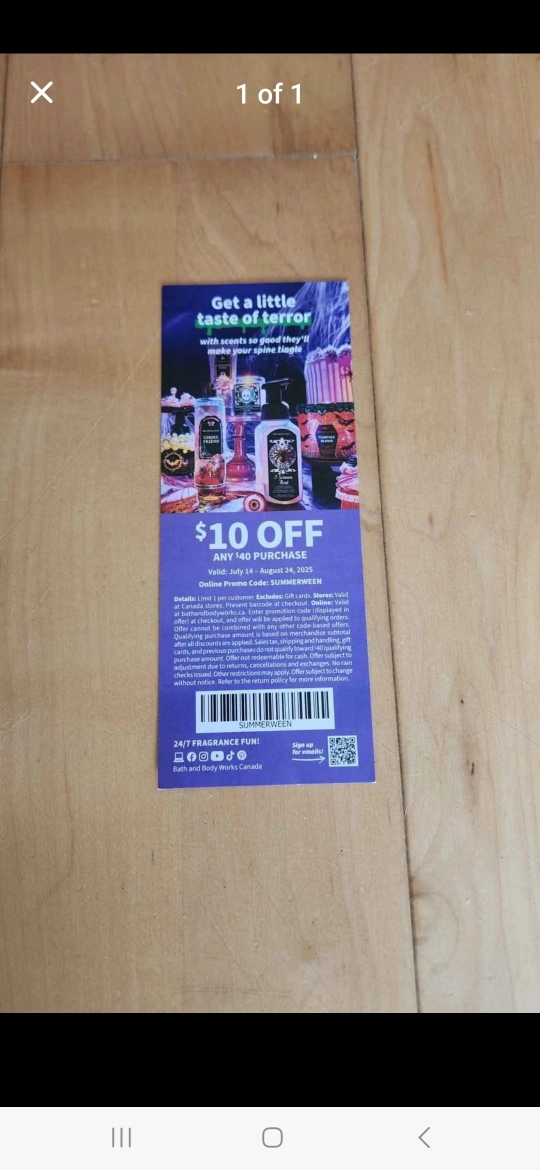 1 of 1
Get a little
taste of terror
with scents so good they'll
make your spine tingle
$10 OFF
ANY $40 PURCHASE
Valid: July 14 – August 24, 2025
Online Promo Code: SUMMERWEEN
Details: Limit 1 per customer. Excludes: Gift cards. Stores: Valid
at Canada stores. Present barcode at checkout. Online: Valid
at bathandbodyworks.ca. Enter promotion code (displayed in
offer) at checkout, and offer will be applied to qualifying orders.
Offer cannot be combined with any other code-based offers.
Qualifying purchase amount is based on merchandise subtotal
after all discounts are applied. Sales tax, shipping and handling, gift
cards, and previous purchases do not qualify toward $40 qualifying
purchase amount. Offer not redeemable for cash. Offer subject to
adjustment due to returns, cancellations and exchanges. No rain
checks issued. Other restrictions may apply. Offer subject to change
without notice. Refer to the return policy for more information.
SUMMERWEEN
24/7 FRAGRANCE FUN!
Bath and Body Works Canada
Sign up
for emails!